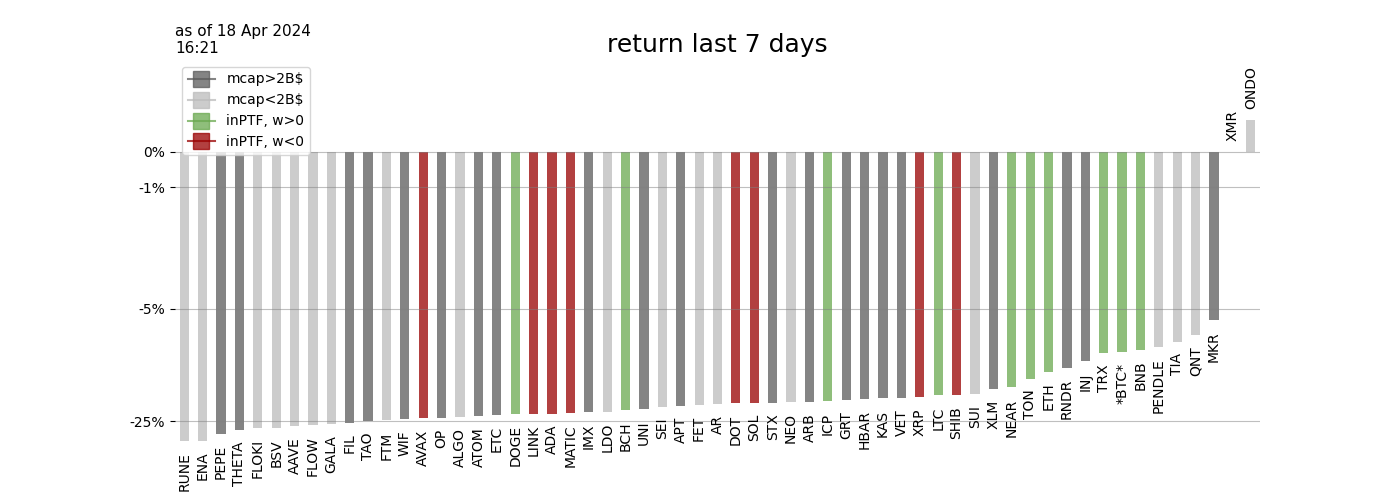 as of 18 Apr 2024
16:21
return last 7 days
mcap>2B$
mcap<2B$
inPTF, w>0
inPTF, w<0
0%
-1%
-5%
-25%
RUNE
ENA
PEPE
THETA
FLOKI
BSV
AAVE
FLOW
GALA
FIL
TAO
FTM
WIF
AVAX
OP
ALGO
ATOM
ETC
DOGE
LINK
ADA
MATIC
IMX
LDO
BCH
UNI
SEI
APT
FET
AR
DOT
SOL
STX
NEO
ARB
ICP
GRT
HBAR
KAS
VET
XRP
LTC
SHIB
SUI
XLM
NEAR
TON
ETH
RNDR
INJ
TRX
*BTC*
BNB
PENDLE
TIA
QNT
MKR
XMR
ONDO